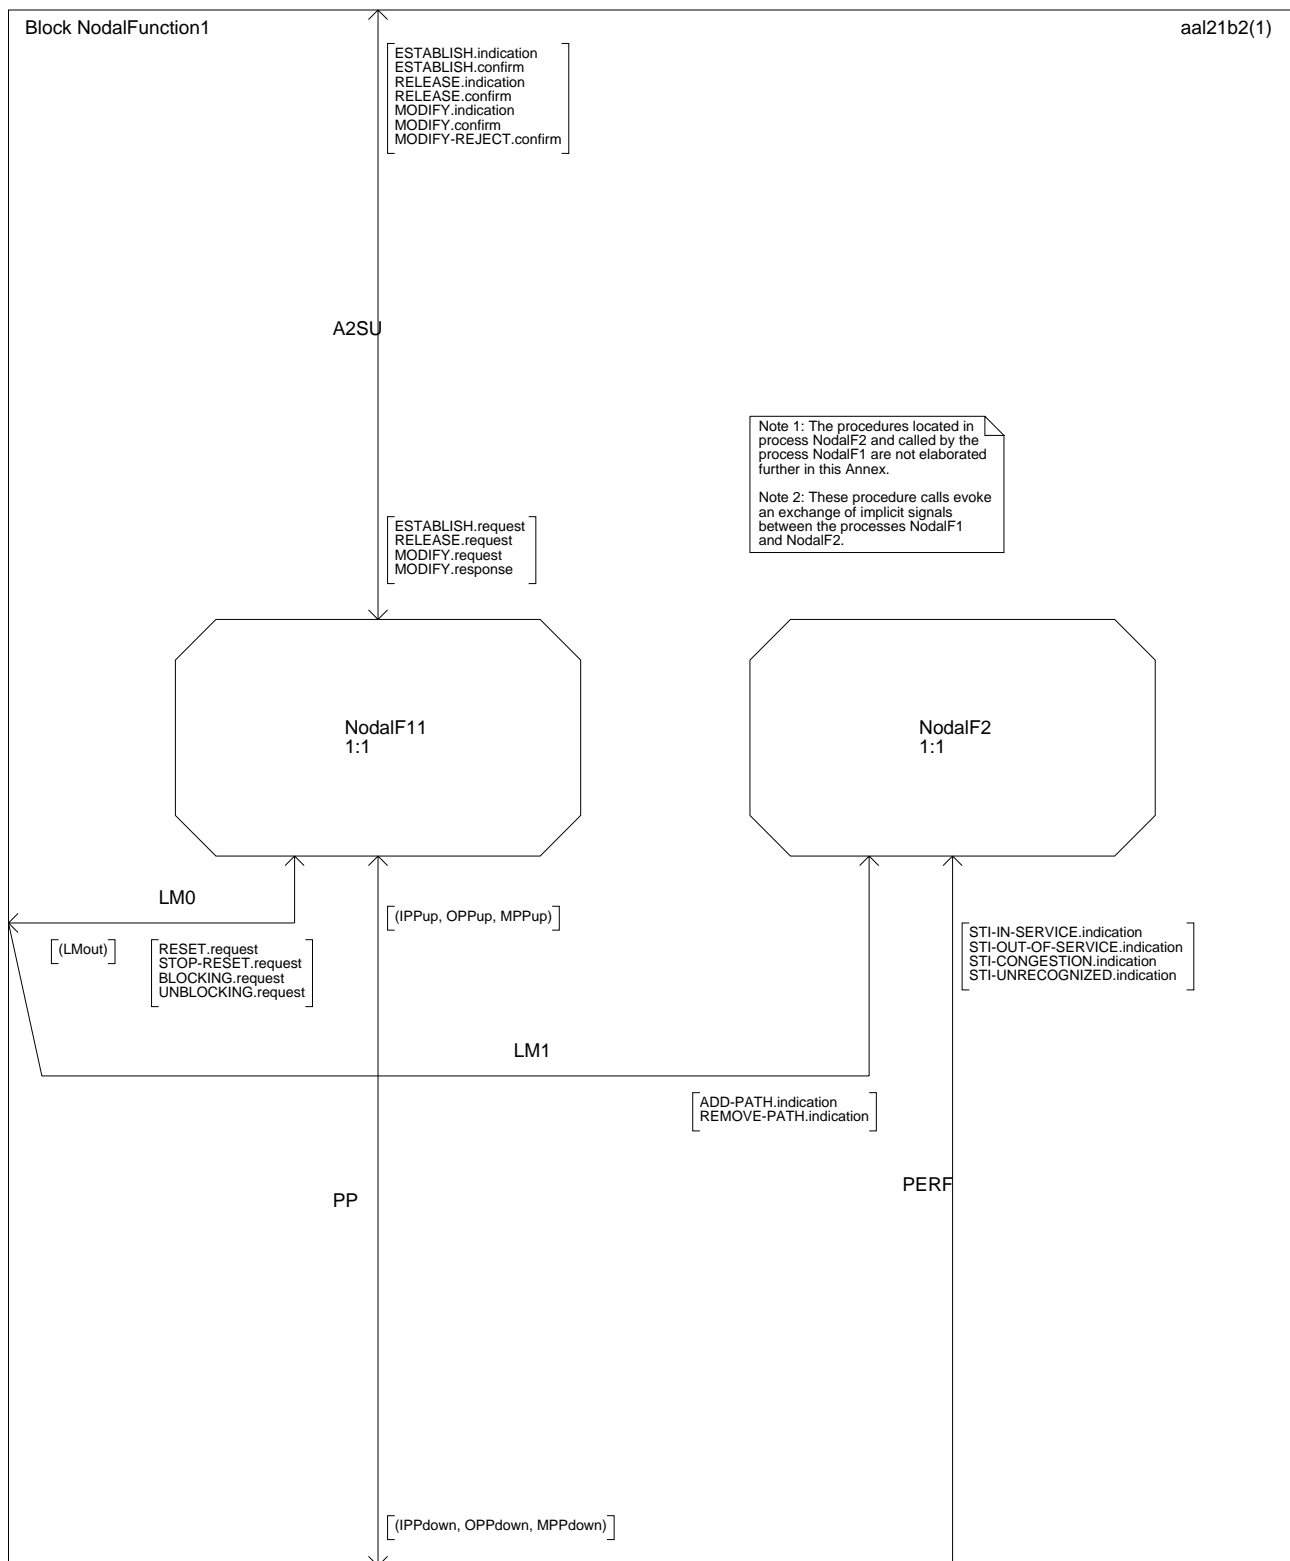 Block NodalFunction1
aal21b2(1)
ESTABLISH.indication
ESTABLISH.confirm
RELEASE.indication
RELEASE.confirm
MODIFY.indication
MODIFY.confirm
MODIFY-REJECT.confirm
A2SU
Note 1: The procedures located in
process NodalF2 and called by the
process NodalF1 are not elaborated
further in this Annex.
Note 2: These procedure calls evoke
an exchange of implicit signals
between the processes NodalF1
and NodalF2.
ESTABLISH.request
RELEASE.request
MODIFY.request
MODIFY.response
NodalF11
1:1
NodalF2
1:1
LM0
(LMout)
RESET.request
STOP-RESET.request
BLOCKING.request
UNBLOCKING.request
(IPPup, OPPup, MPPup)
STI-IN-SERVICE.indication
STI-OUT-OF-SERVICE.indication
STI-CONGESTION.indication
STI-UNRECOGNIZED.indication
LM1
ADD-PATH.indication
REMOVE-PATH.indication
PP
PERF
(IPPdown, OPPdown, MPPdown)